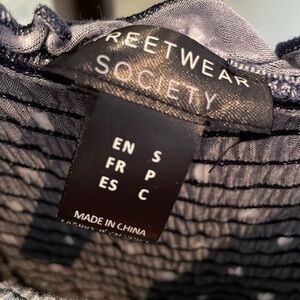 REETWEAR
SOCIETY
EN S
FR P
ES C
MADE IN CHINA